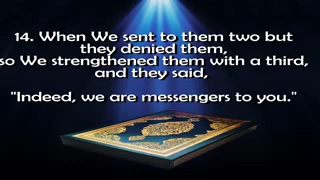 14. When We sent to them two but
they denied them,
so We strengthened them with a third,
and they said,
"Indeed, we are messengers to you."